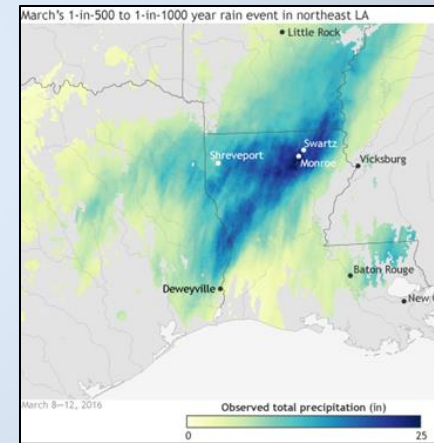 March's 1-in-500 to 1-in-1000 year rain event in northeast LA
Little Rock
Swartz
Shreveport
Monroe
Vicksburg
Baton Rouge
Deweyville
New O
March 8—12, 2016
Observed total precipitation (in)
0 25